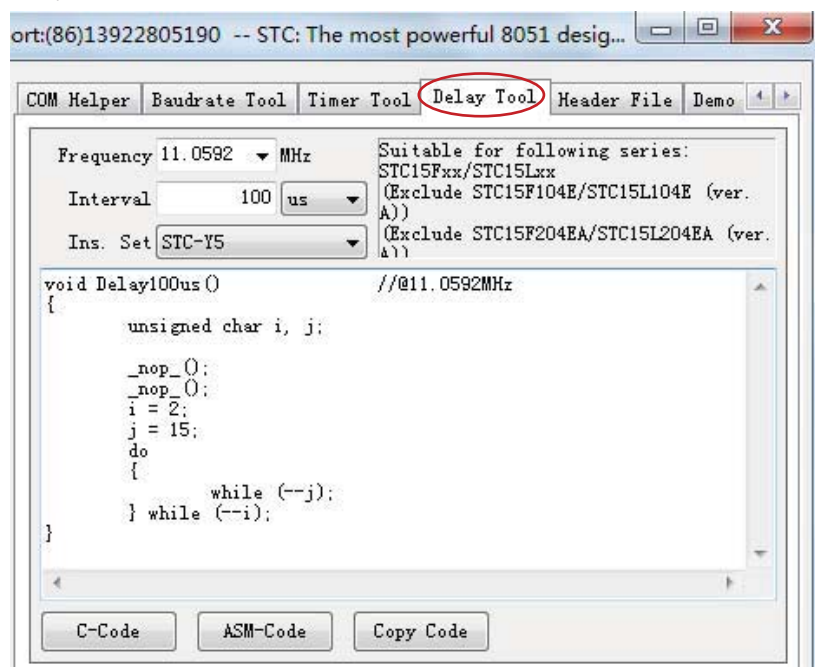 ort:(86)13922805190 -- STC: The most powerful 8051 desig...
COM Helper Baudrate Tool Timer Tool Delay Tool Header File Demo
Frequency 11.0592 MHz
Interval 100 us
Ins. Set STC-Y5
Suitable for following series:
STC15Fxx/STC15Lxx
(Exclude STC15F104E/STC15L104E (ver.
A))
(Exclude STC15F204EA/STC15L204EA (ver.
A))
void Delay100us() //@11.0592MHz
{
unsigned char i, j;
_nop_();
_nop_();
i = 2;
j = 15;
do
{
while (--j);
} while (--i);
}
C-Code ASM-Code Copy Code